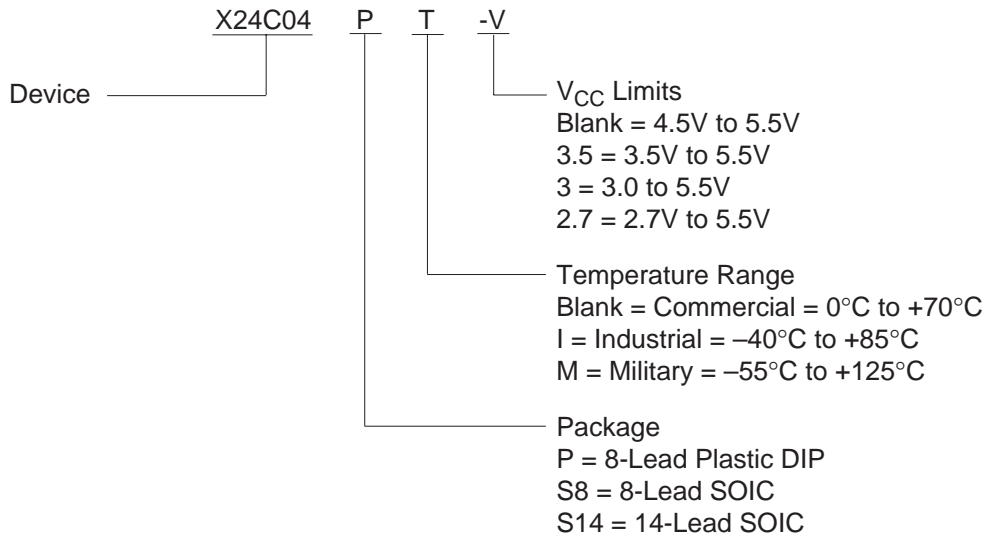 X24C04 P T -V
Device
VCC Limits
Blank = 4.5V to 5.5V
3.5 = 3.5V to 5.5V
3 = 3.0 to 5.5V
2.7 = 2.7V to 5.5V
Temperature Range
Blank = Commercial = 0°C to +70°C
I = Industrial = –40°C to +85°C
M = Military = –55°C to +125°C
Package
P = 8-Lead Plastic DIP
S8 = 8-Lead SOIC
S14 = 14-Lead SOIC